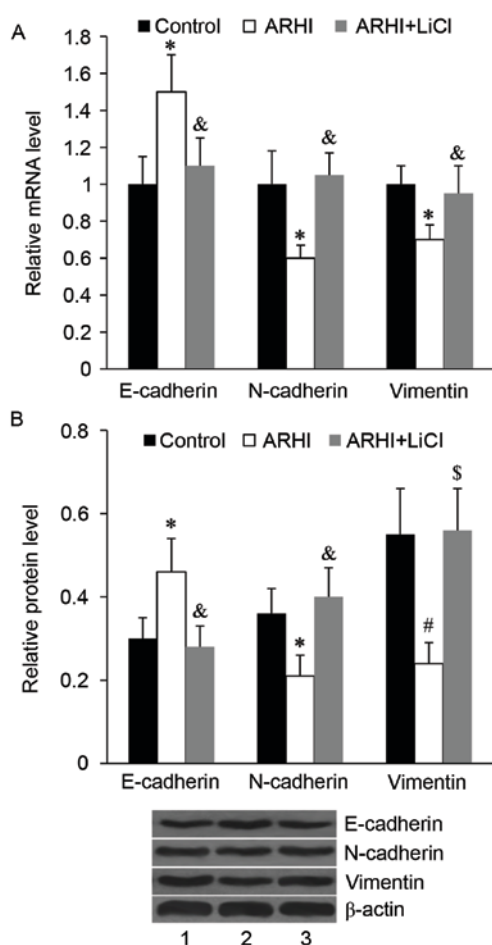 A
Control ARHI ARHI+LiCl
Relative mRNA level
1.8
1.6
1.4
1.2
1
0.8
0.6
0.4
0.2
0
* & * & * &
E-cadherin N-cadherin Vimentin
B
Control ARHI ARHI+LiCl
Relative protein level
0.8
0.6
0.4
0.2
0
* & * & # $
E-cadherin N-cadherin Vimentin
E-cadherin
N-cadherin
Vimentin
β-actin
1 2 3